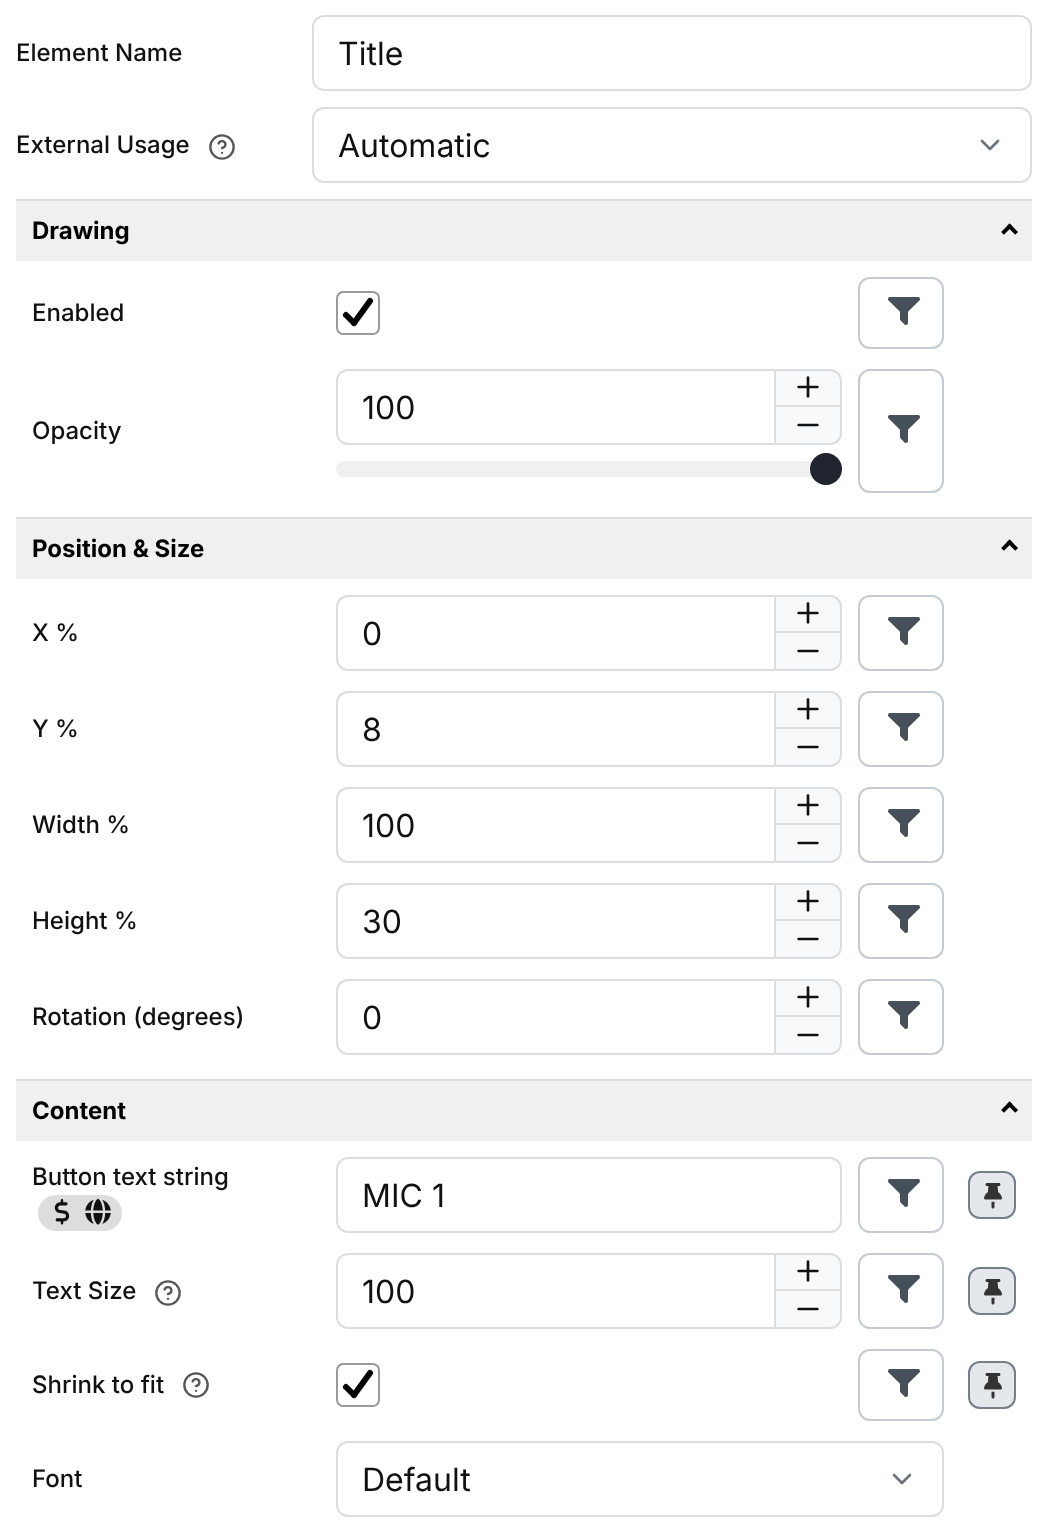 Element Name
Title
External Usage
Automatic
Drawing
Enabled
Opacity
100
Position & Size
X %
0
Y %
8
Width %
100
Height %
30
Rotation (degrees)
0
Content
Button text string
MIC 1
Text Size
100
Shrink to fit
Font
Default